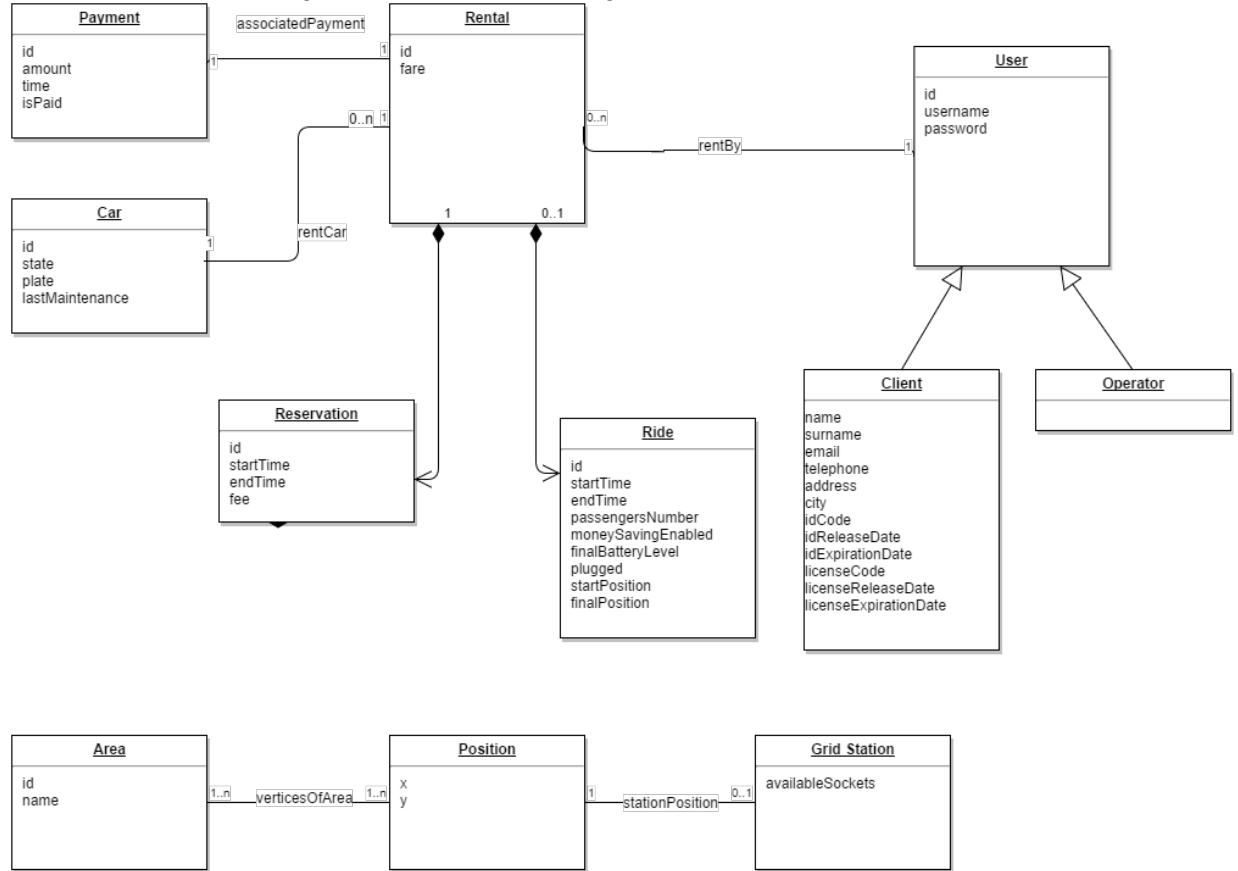 Payment
id
amount
time
isPaid
associatedPayment
1
1
Rental
id
fare
0..n
1
1
0..1
0..n
rentBy
1
User
id
username
password
Car
id
state
plate
lastMaintenance
1
rentCar
Reservation
id
startTime
endTime
fee
Ride
id
startTime
endTime
passengersNumber
moneySavingEnabled
finalBatteryLevel
plugged
startPosition
finalPosition
Client
name
surname
email
telephone
address
city
idCode
idReleaseDate
idExpirationDate
licenseCode
licenseReleaseDate
licenseExpirationDate
Operator
Area
id
name
1..n
verticesOfArea
1..n
Position
x
y
1
stationPosition
0..1
Grid Station
availableSockets